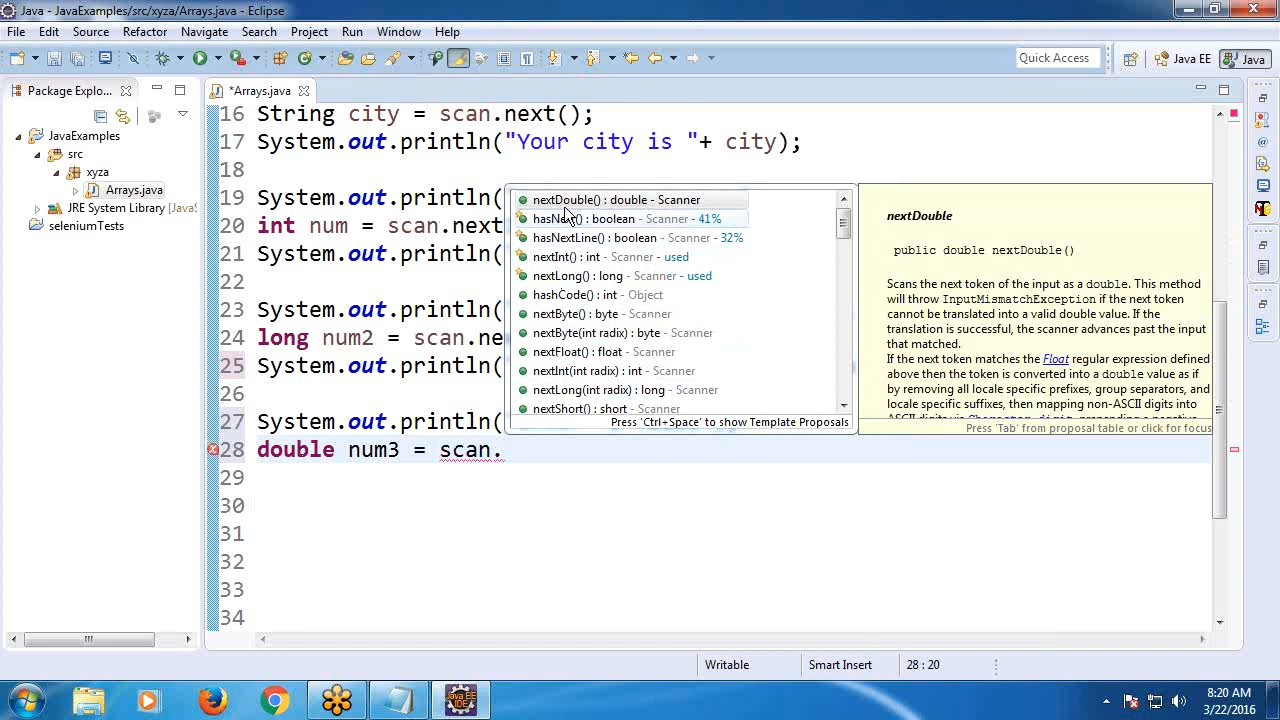 Java - JavaExamples/src/xyza/Arrays.java - Eclipse
File Edit Source Refactor Navigate Search Project Run Window Help
Quick Access
Java EE
Java
Package Explo...
*Arrays.java
JavaExamples
src
xyza
Arrays.java
JRE System Library [JavaS
seleniumTests
16 String city = scan.next();
17 System.out.println("Your city is "+ city);
18
19 System.out.println(
20 int num = scan.next
21 System.out.println(
22
23 System.out.println(
24 long num2 = scan.ne
25 System.out.println(
26
27 System.out.println(
28 double num3 = scan.
29
30
31
32
33
34
nextDouble() : double - Scanner
hasNext() : boolean - Scanner - 41%
hasNextLine() : boolean - Scanner - 32%
nextInt() : int - Scanner - used
nextLong() : long - Scanner - used
hashCode() : int - Object
nextByte() : byte - Scanner
nextByte(int radix) : byte - Scanner
nextFloat() : float - Scanner
nextInt(int radix) : int - Scanner
nextLong(int radix) : long - Scanner
nextShort() : short - Scanner
Press 'Ctrl+Space' to show Template Proposals
nextDouble
public double nextDouble()
Scans the next token of the input as a double. This method
will throw InputMismatchException if the next token
cannot be translated into a valid double value. If the
translation is successful, the scanner advances past the input
that matched.
If the next token matches the Float regular expression defined
above then the token is converted into a double value as if
by removing all locale specific prefixes, group separators, and
locale specific suffixes, then mapping non-ASCII digits into
Press 'Tab' from proposal table or click for focus
Writable
Smart Insert
28 : 20
Java EE
IDE
8:20 AM
3/22/2016